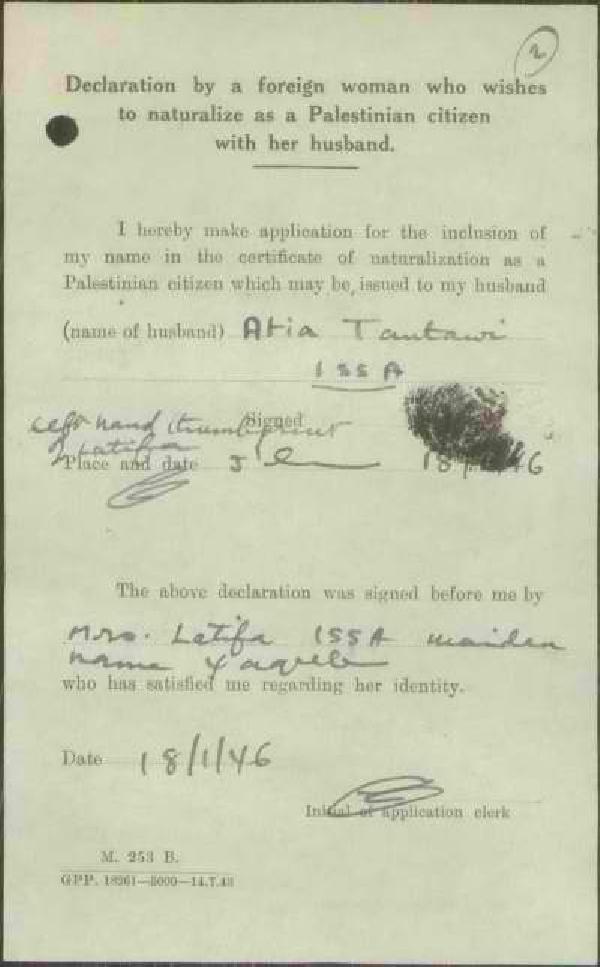 2
Declaration by a foreign woman who wishes
to naturalize as a Palestinian citizen
with her husband.
I hereby make application for the inclusion of
my name in the certificate of naturalization as a
Palestinian citizen which may be issued to my husband
(name of husband) Atia Tantawi
ISSA
Signed
left hand thumbprint
of Latifa
Place and date J'lem 18/1/46
The above declaration was signed before me by
Mrs. Latifa ISSA maiden
name
who has satisfied me regarding her identity.
Date 18/1/46
Initial of application clerk
M. 253 B.
GPP. 18261—5000—14.7.43